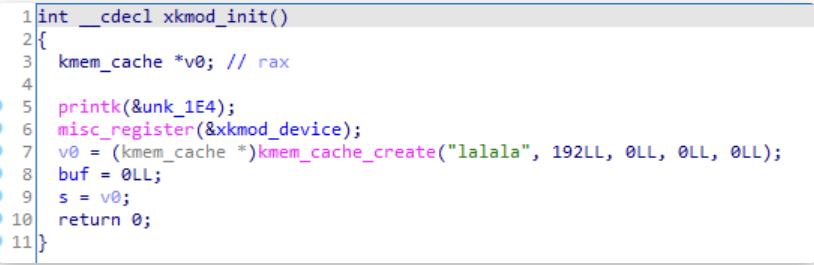 1 int __cdecl xkmod_init()
2 {
3 kmem_cache *v0; // rax
4
5 printk(&unk_1E4);
6 misc_register(&xkmod_device);
7 v0 = (kmem_cache *)kmem_cache_create("lalala", 192LL, 0LL, 0LL, 0LL);
8 buf = 0LL;
9 s = v0;
10 return 0;
11 }